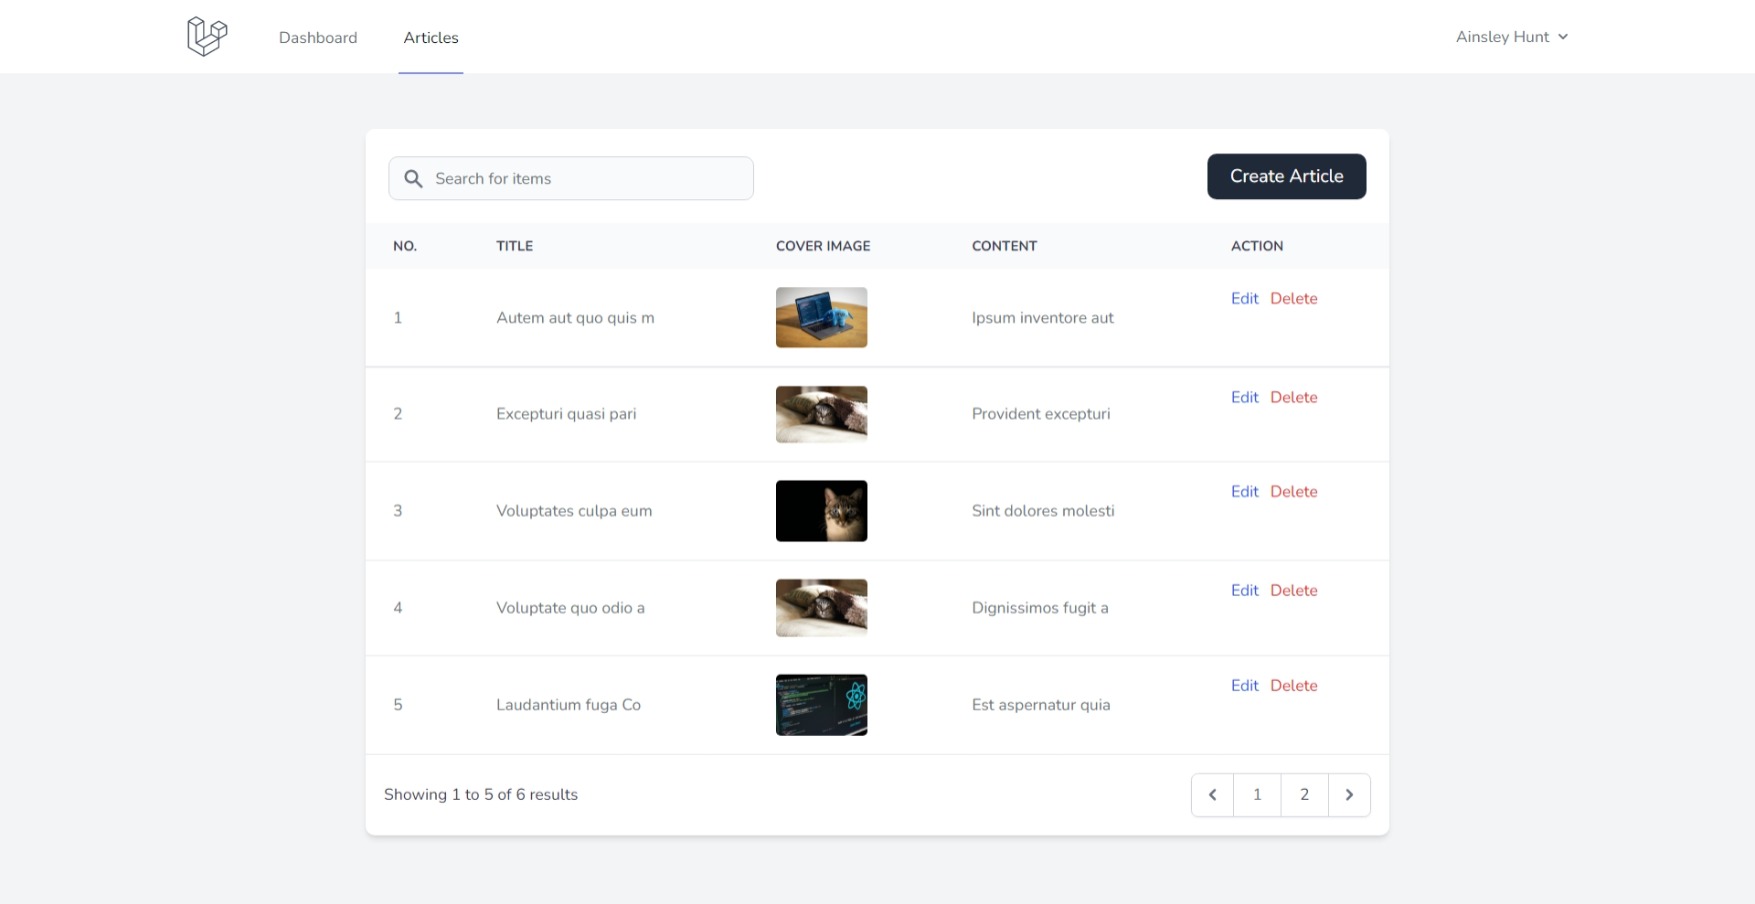 Dashboard Articles Ainsley Hunt
Search for items Create Article
NO. TITLE COVER IMAGE CONTENT ACTION
1 Autem aut quo quis m Ipsum inventore aut Edit Delete
2 Excepturi quasi pari Provident excepturi Edit Delete
3 Voluptates culpa eum Sint dolores molesti Edit Delete
4 Voluptate quo odio a Dignissimos fugit a Edit Delete
5 Laudantium fuga Co Est aspernatur quia Edit Delete
Showing 1 to 5 of 6 results 1 2